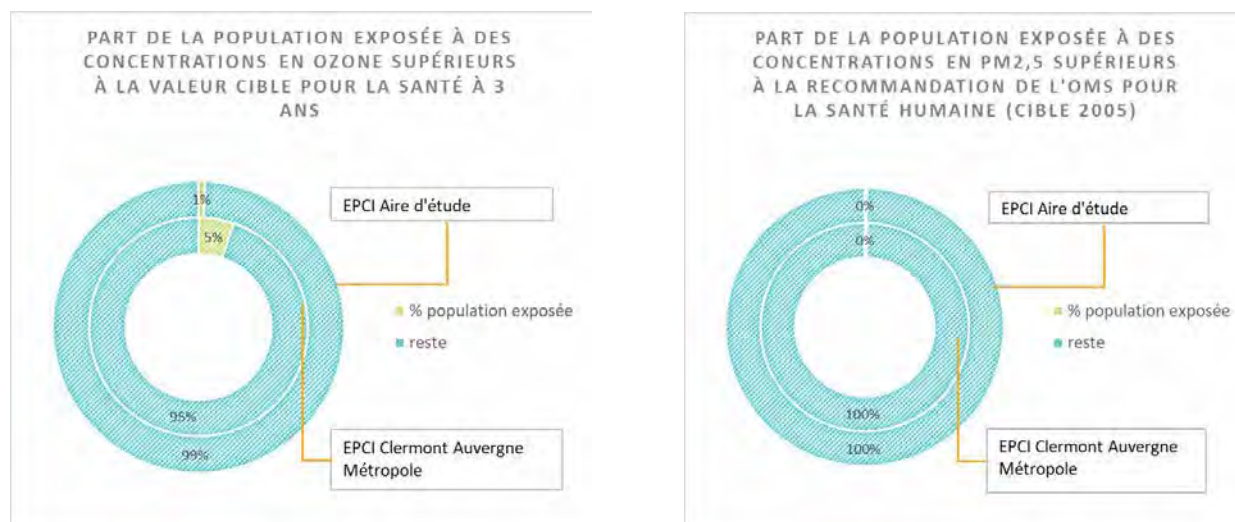 PART DE LA POPULATION EXPOSÉE À DES
CONCENTRATIONS EN OZONE SUPÉRIEURS
À LA VALEUR CIBLE POUR LA SANTÉ À 3
ANS
1%
5%
EPCI Aire d'étude
% population exposée
reste
95%
99%
EPCI Clermont Auvergne
Métropole
PART DE LA POPULATION EXPOSÉE À DES
CONCENTRATIONS EN PM2,5 SUPÉRIEURS
À LA RECOMMANDATION DE L'OMS POUR
LA SANTÉ HUMAINE (CIBLE 2005)
0%
0%
EPCI Aire d'étude
% population exposée
reste
100%
100%
EPCI Clermont Auvergne
Métropole